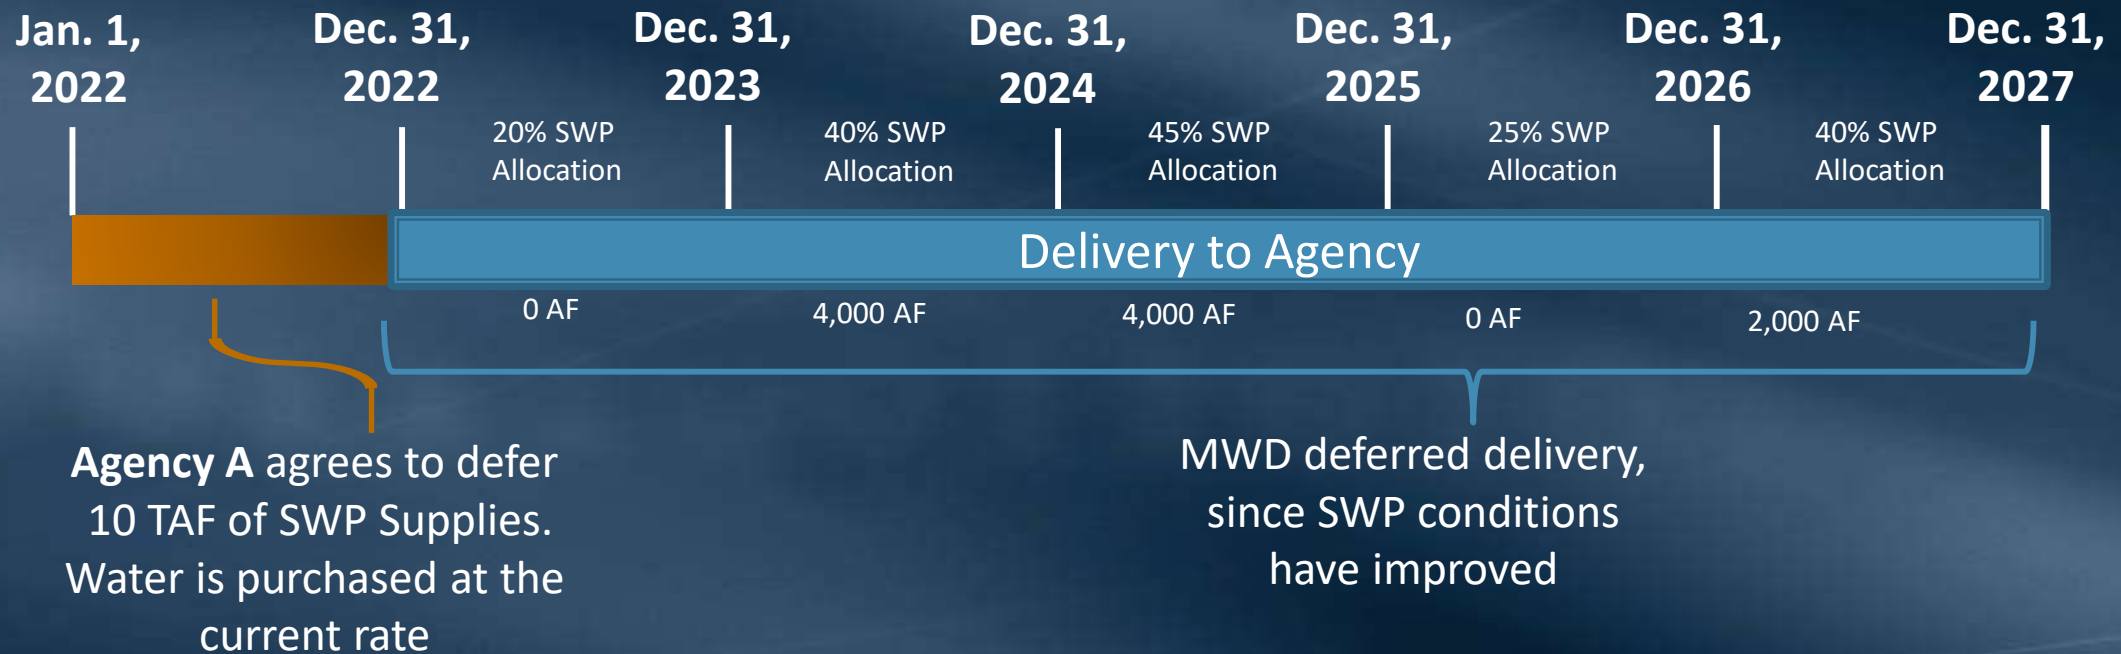 Jan. 1,
2022
Dec. 31,
2022
Dec. 31,
2023
Dec. 31,
2024
Dec. 31,
2025
Dec. 31,
2026
Dec. 31,
2027
20% SWP
Allocation
40% SWP
Allocation
45% SWP
Allocation
25% SWP
Allocation
40% SWP
Allocation
Delivery to Agency
0 AF
4,000 AF
4,000 AF
0 AF
2,000 AF
Agency A agrees to defer
10 TAF of SWP Supplies.
Water is purchased at the
current rate
MWD deferred delivery,
since SWP conditions
have improved